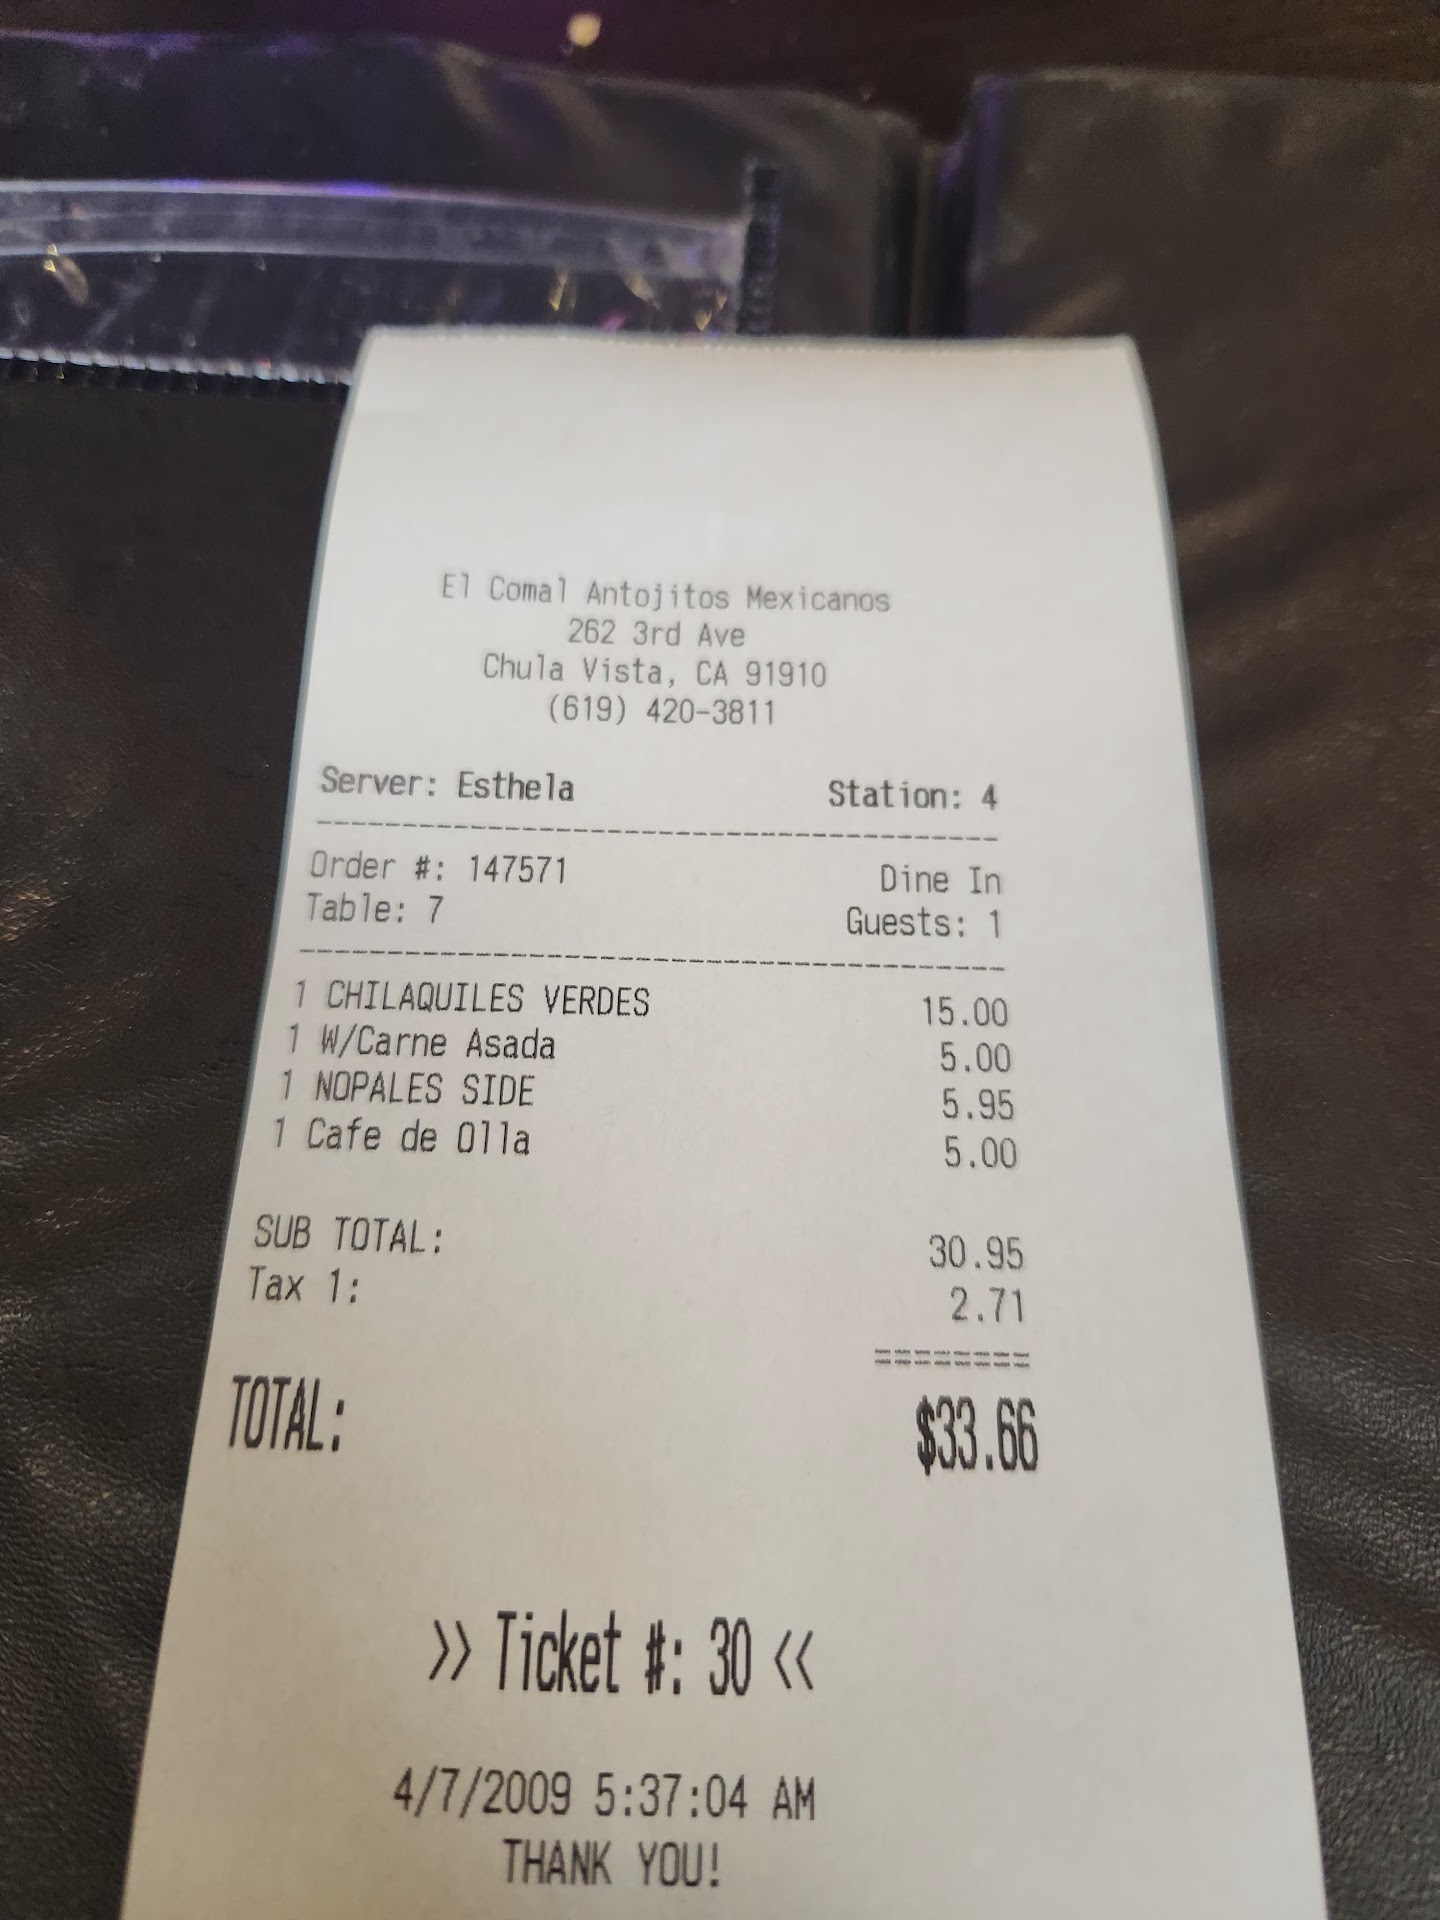 El Comal Antojitos Mexicanos
262 3rd Ave
Chula Vista, CA 91910
(619) 420-3811
Server: Esthela Station: 4
Order #: 147571 Dine In
Table: 7 Guests: 1
1 CHILAQUILES VERDES 15.00
1 W/Carne Asada 5.00
1 NOPALES SIDE 5.95
1 Cafe de Olla 5.00
SUB TOTAL: 30.95
Tax 1: 2.71
TOTAL: $33.66
>> Ticket #: 30 <<
4/7/2009 5:37:04 AM
THANK YOU!